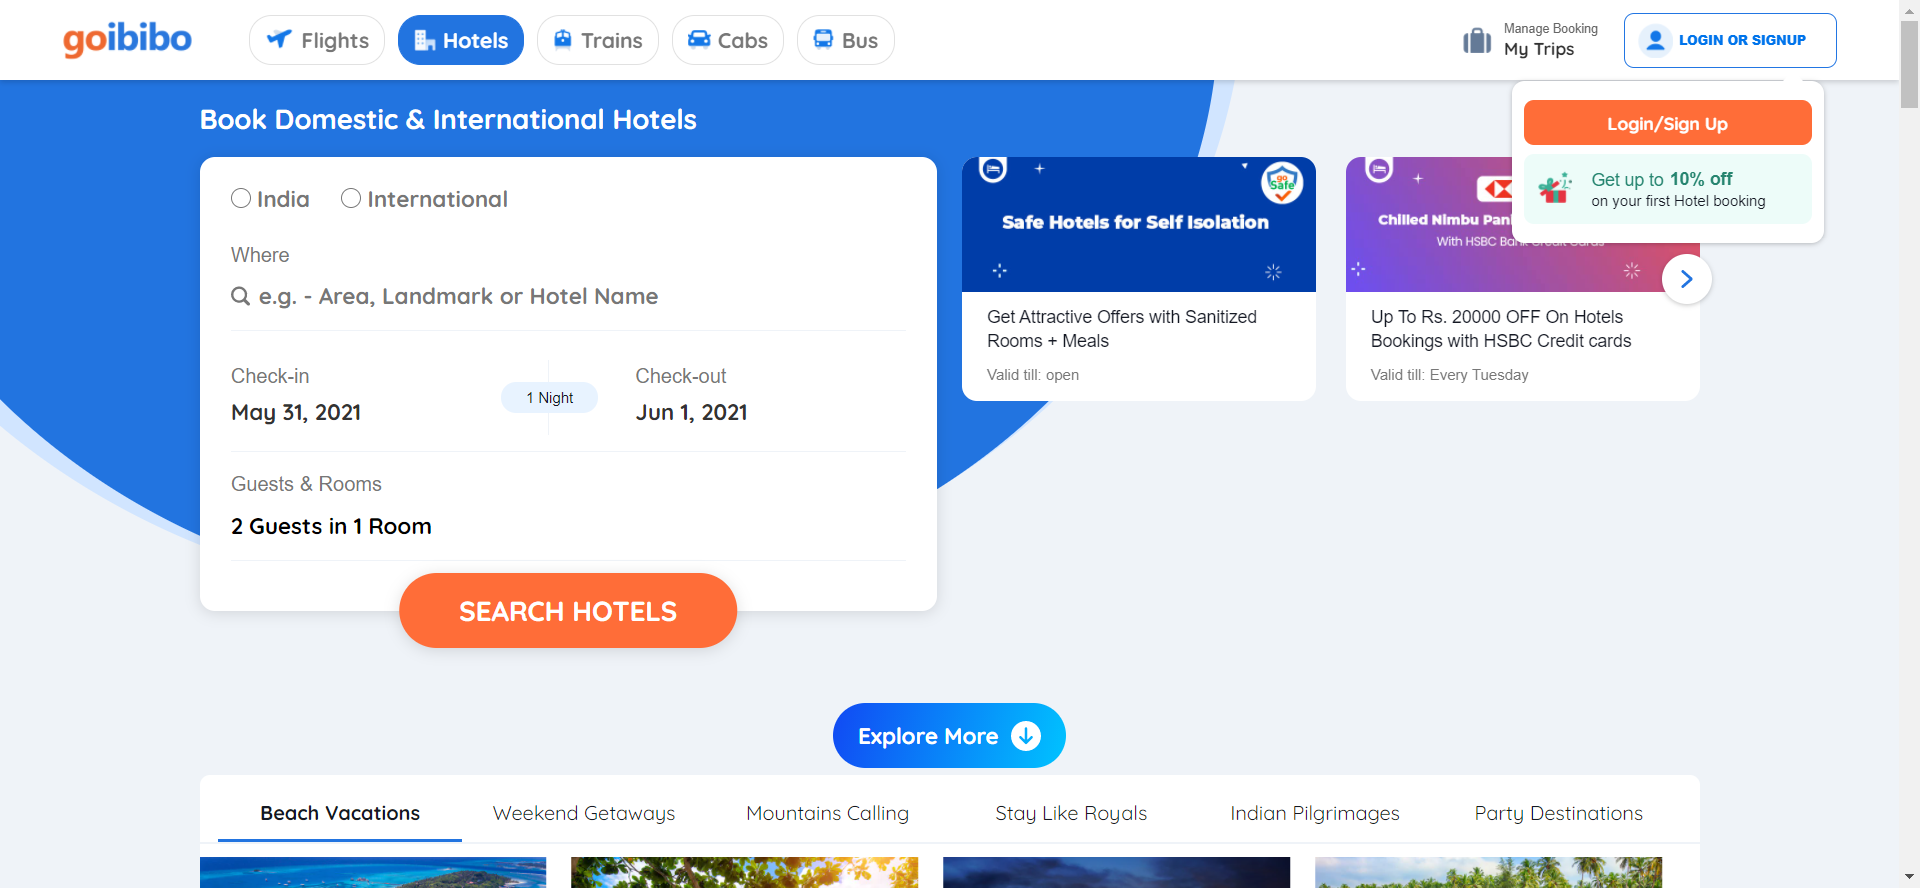 goibibo
Flights
Hotels
Trains
Cabs
Bus
Manage Booking
My Trips
LOGIN OR SIGNUP
Login/Sign Up
Get up to 10% off
on your first Hotel booking
Book Domestic & International Hotels
India
International
Where
e.g. - Area, Landmark or Hotel Name
Check-in
May 31, 2021
1 Night
Check-out
Jun 1, 2021
Guests & Rooms
2 Guests in 1 Room
SEARCH HOTELS
go
Safe
Safe Hotels for Self Isolation
Get Attractive Offers with Sanitized
Rooms + Meals
Valid till: open
Chilled Nimbu
With HSBC Bank Credit Cards
Up To Rs. 20000 OFF On Hotels
Bookings with HSBC Credit cards
Valid till: Every Tuesday
Explore More
Beach Vacations
Weekend Getaways
Mountains Calling
Stay Like Royals
Indian Pilgrimages
Party Destinations